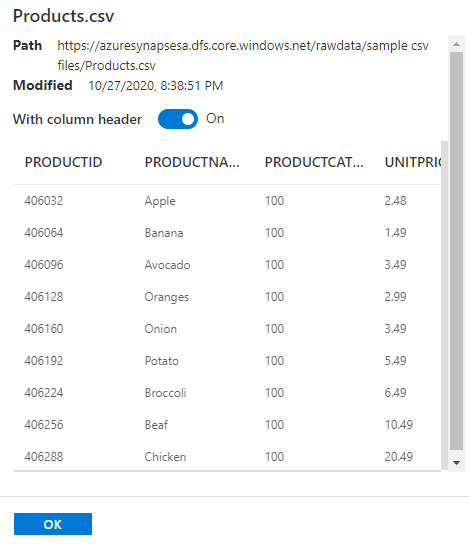 Products.csv
Path https://azuresynapsesa.dfs.core.windows.net/rawdata/sample csv
files/Products.csv
Modified 10/27/2020, 8:38:51 PM
With column header On
PRODUCTID PRODUCTNA... PRODUCTCAT... UNITPRIC
406032 Apple 100 2.48
406064 Banana 100 1.49
406096 Avocado 100 3.49
406128 Oranges 100 2.99
406160 Onion 100 3.49
406192 Potato 100 5.49
406224 Broccoli 100 6.49
406256 Beaf 100 10.49
406288 Chicken 100 20.49
OK